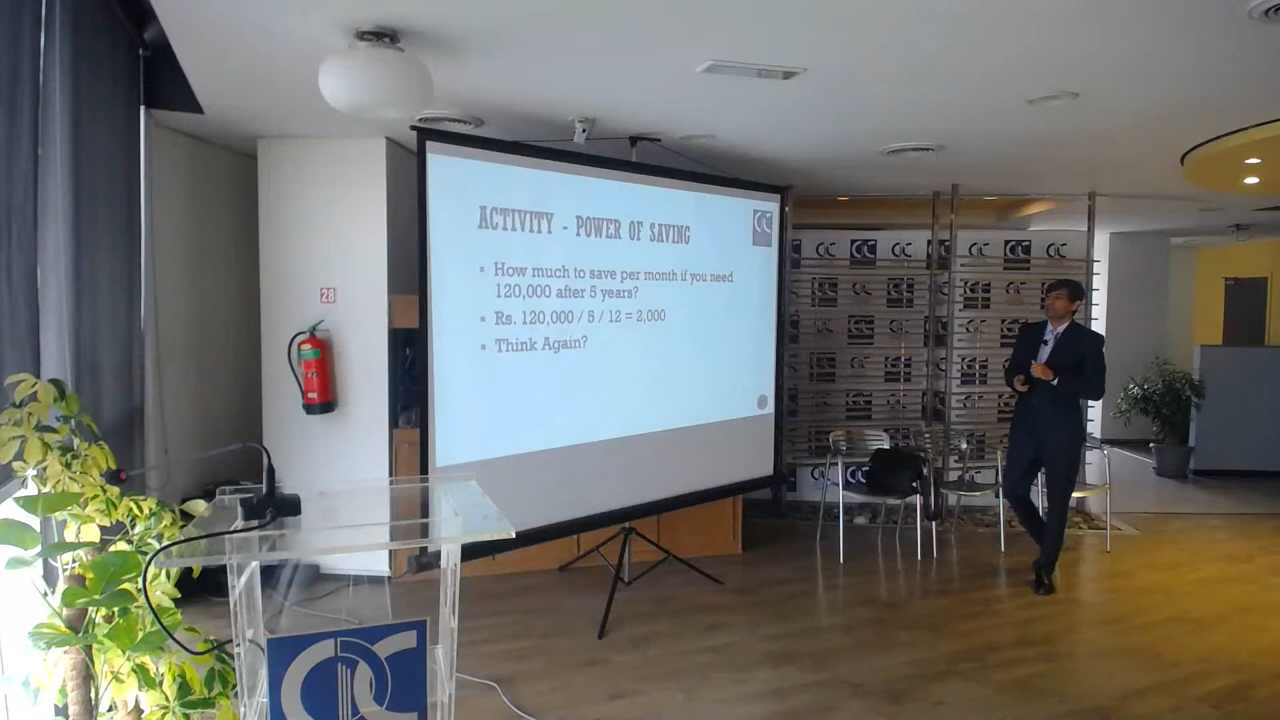 ACTIVITY - POWER OF SAVING
▪ How much to save per month if you need
120,000 after 5 years?
▪ Rs. 120,000 / 5 / 12 = 2,000
▪ Think Again?
28